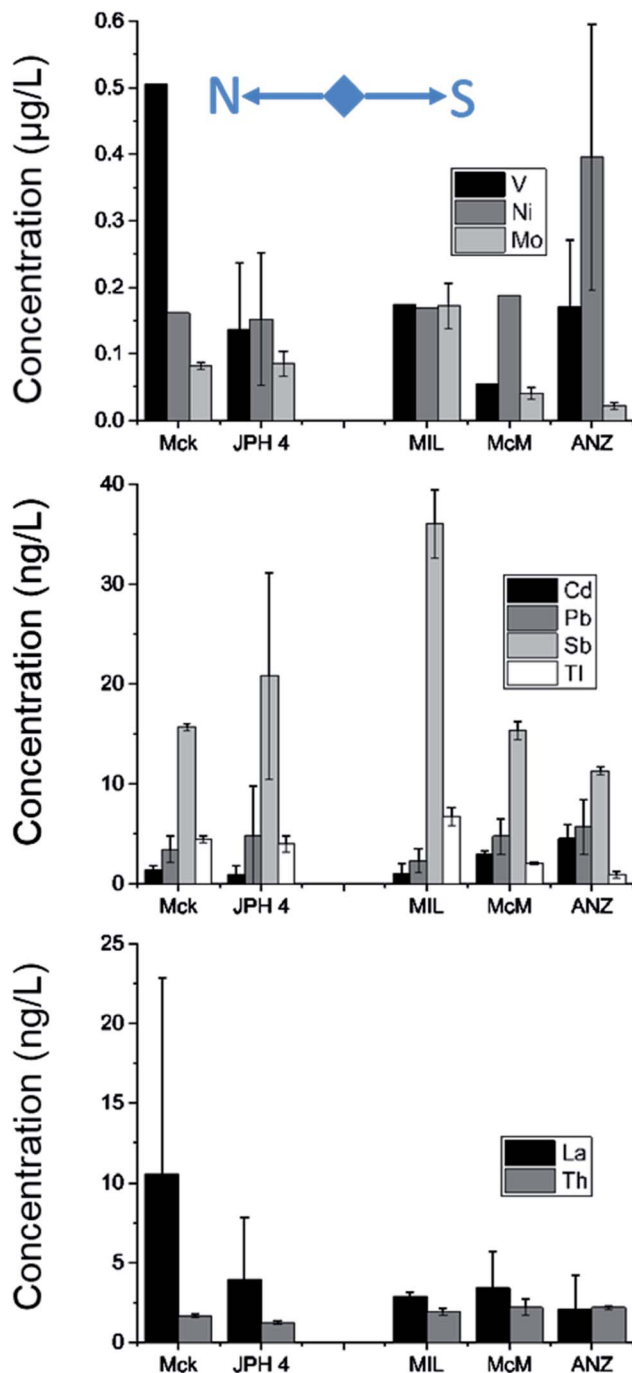 Concentration (µg/L)
0.6
0.5
0.4
0.3
0.2
0.1
0.0
N
S
V
Ni
Mo
Mck
JPH 4
MIL
McM
ANZ
Concentration (ng/L)
40
30
20
10
0
Cd
Pb
Sb
Tl
Mck
JPH 4
MIL
McM
ANZ
Concentration (ng/L)
25
20
15
10
5
0
La
Th
Mck
JPH 4
MIL
McM
ANZ